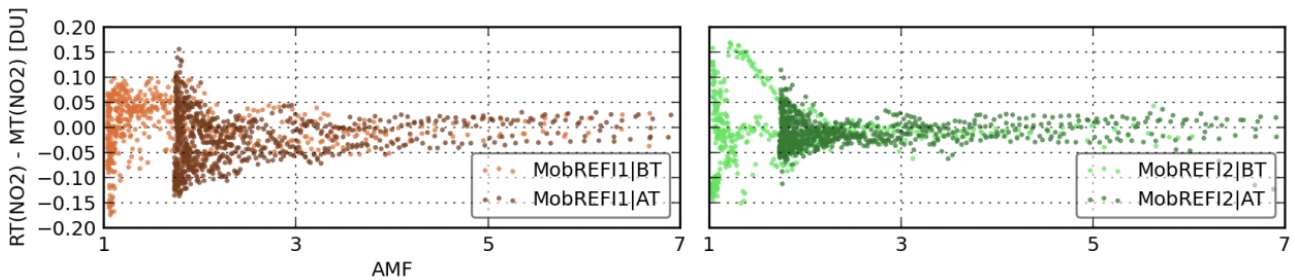 RT(NO2) - MT(NO2) [DU]
0.20
0.15
0.10
0.05
0.00
−0.05
−0.10
−0.15
−0.20
MobREFI1|BT
MobREFI1|AT
1 3 5 7
AMF
MobREFI2|BT
MobREFI2|AT
1 3 5 7